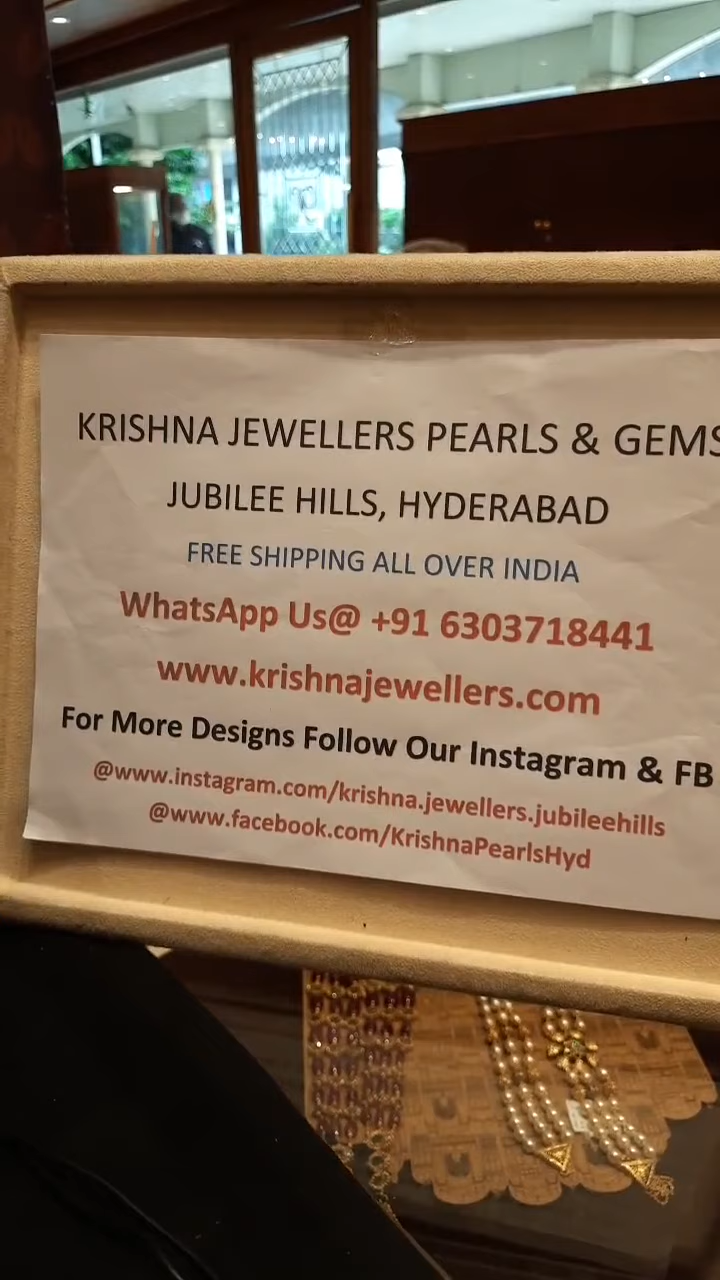 KRISHNA JEWELLERS PEARLS & GEMS
JUBILEE HILLS, HYDERABAD
FREE SHIPPING ALL OVER INDIA
WhatsApp Us@ +91 6303718441
www.krishnajewellers.com
For More Designs Follow Our Instagram & FB
@www.instagram.com/krishna.jewellers.jubileehills
@www.facebook.com/KrishnaPearlsHyd